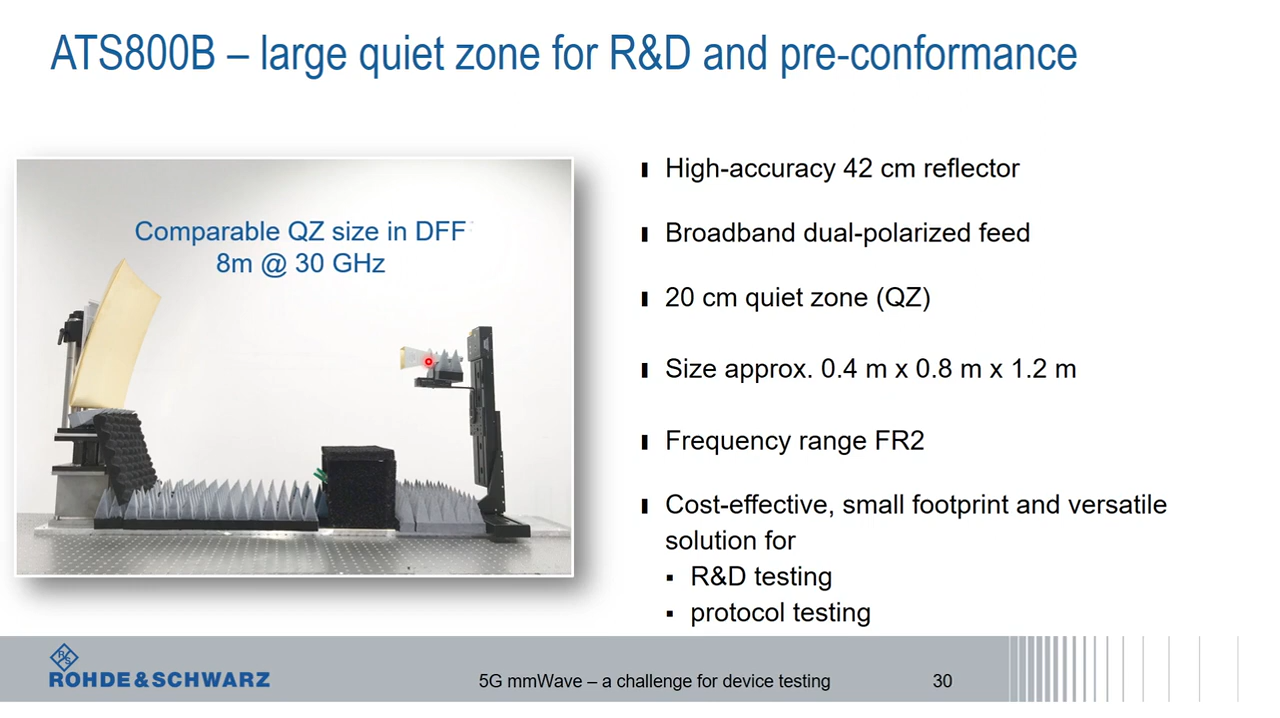 ATS800B – large quiet zone for R&D and pre-conformance
Comparable QZ size in DFF
8m @ 30 GHz
High-accuracy 42 cm reflector
Broadband dual-polarized feed
20 cm quiet zone (QZ)
Size approx. 0.4 m x 0.8 m x 1.2 m
Frequency range FR2
Cost-effective, small footprint and versatile
solution for
R&D testing
protocol testing
R S
ROHDE & SCHWARZ
5G mmWave – a challenge for device testing
30